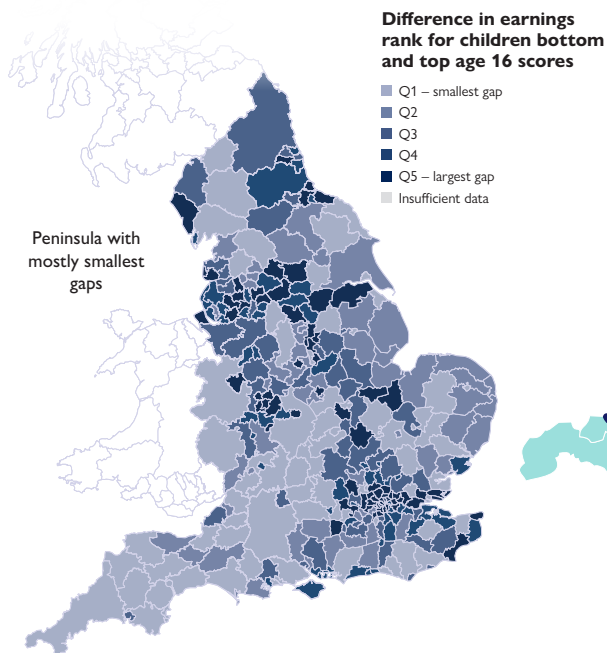 Difference in earnings
rank for children bottom
and top age 16 scores
Q1 – smallest gap
Q2
Q3
Q4
Q5 – largest gap
Insufficient data
Peninsula with
mostly smallest
gaps